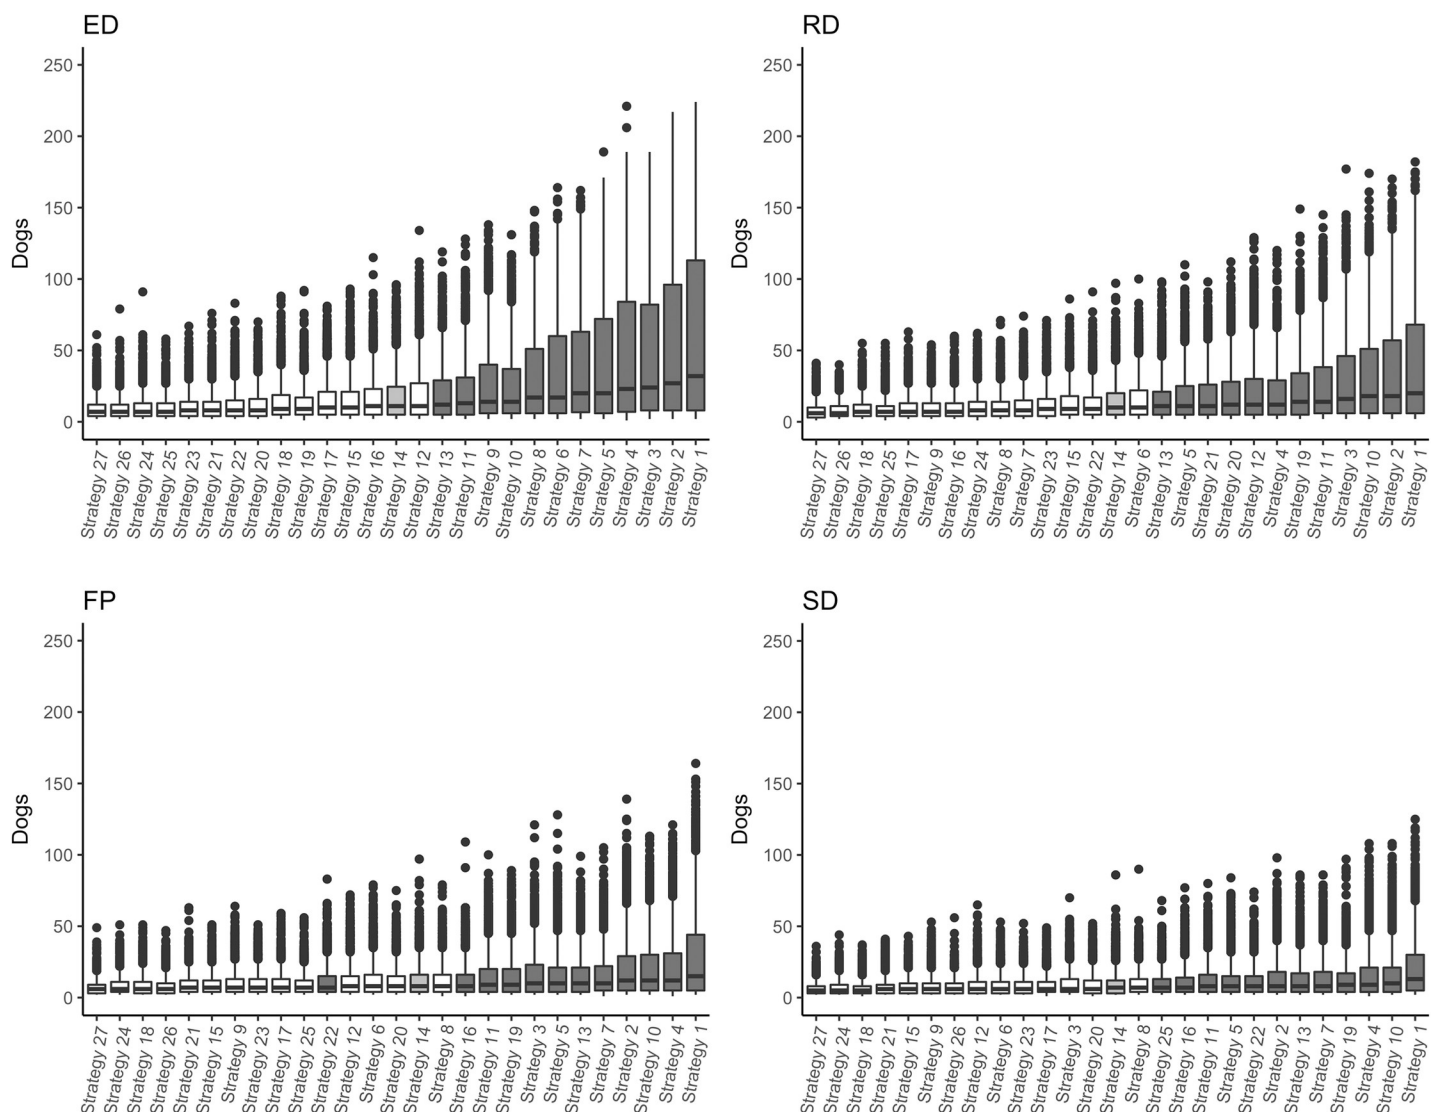 ED
250
200
150
100
50
0
Dogs
Strategy 27
Strategy 26
Strategy 24
Strategy 25
Strategy 23
Strategy 21
Strategy 22
Strategy 20
Strategy 18
Strategy 19
Strategy 17
Strategy 15
Strategy 16
Strategy 14
Strategy 12
Strategy 13
Strategy 11
Strategy 9
Strategy 10
Strategy 8
Strategy 6
Strategy 7
Strategy 5
Strategy 4
Strategy 3
Strategy 2
Strategy 1
RD
250
200
150
100
50
0
Dogs
Strategy 27
Strategy 26
Strategy 18
Strategy 25
Strategy 17
Strategy 9
Strategy 16
Strategy 24
Strategy 8
Strategy 7
Strategy 23
Strategy 15
Strategy 22
Strategy 14
Strategy 6
Strategy 13
Strategy 5
Strategy 21
Strategy 20
Strategy 12
Strategy 4
Strategy 19
Strategy 11
Strategy 3
Strategy 10
Strategy 2
Strategy 1
FP
250
200
150
100
50
0
Dogs
Strategy 27
Strategy 24
Strategy 18
Strategy 26
Strategy 21
Strategy 15
Strategy 9
Strategy 23
Strategy 17
Strategy 25
Strategy 22
Strategy 12
Strategy 6
Strategy 20
Strategy 14
Strategy 8
Strategy 16
Strategy 11
Strategy 19
Strategy 3
Strategy 5
Strategy 13
Strategy 7
Strategy 2
Strategy 10
Strategy 4
Strategy 1
SD
250
200
150
100
50
0
Dogs
Strategy 27
Strategy 24
Strategy 18
Strategy 21
Strategy 15
Strategy 9
Strategy 26
Strategy 12
Strategy 6
Strategy 23
Strategy 17
Strategy 3
Strategy 20
Strategy 14
Strategy 8
Strategy 25
Strategy 16
Strategy 11
Strategy 5
Strategy 22
Strategy 2
Strategy 13
Strategy 7
Strategy 19
Strategy 4
Strategy 10
Strategy 1